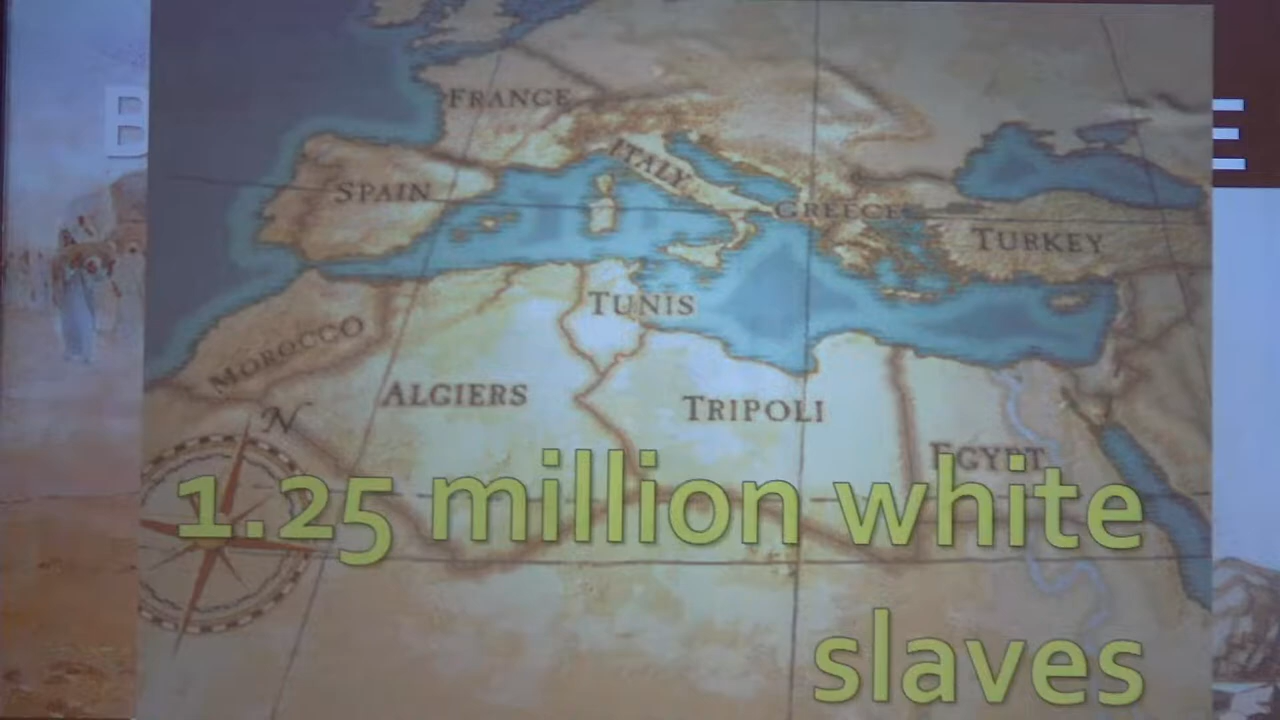 B
E
FRANCE
ITALY
SPAIN
GREECE
TURKEY
TUNIS
MOROCCO
ALGIERS
TRIPOLI
N
EGYPT
1.25 million white
slaves